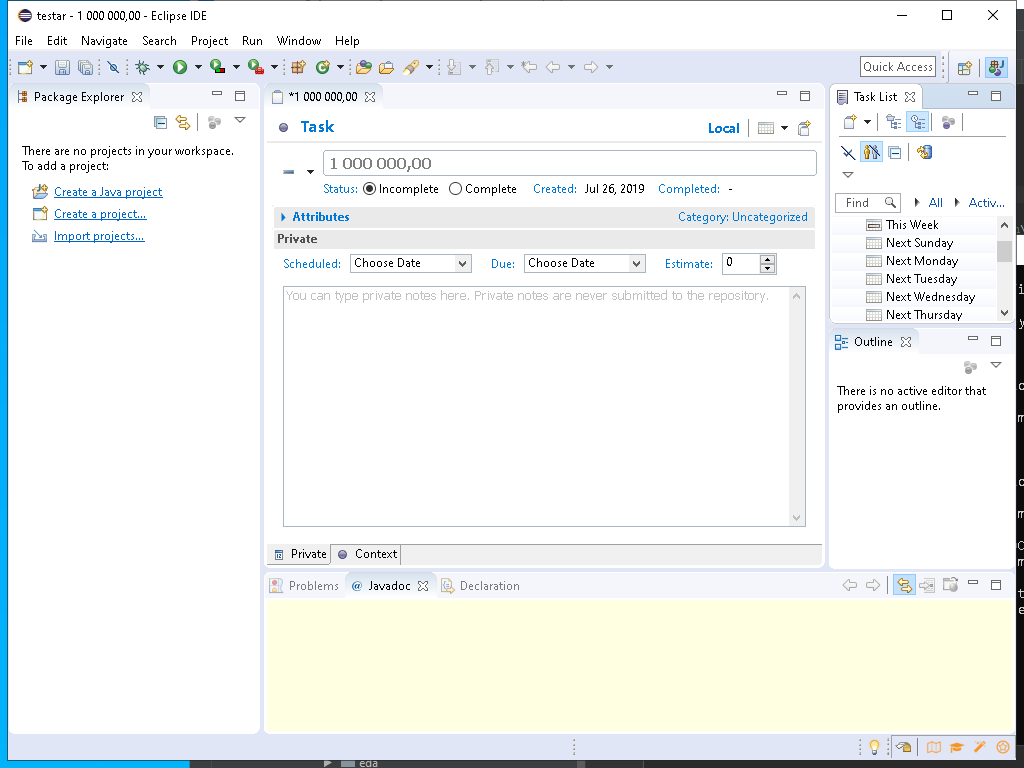 testar - 1 000 000,00 - Eclipse IDE
File Edit Navigate Search Project Run Window Help
Quick Access
Package Explorer
There are no projects in your workspace.
To add a project:
Create a Java project
Create a project...
Import projects...
*1 000 000,00
Task
Local
1 000 000,00
Status: Incomplete Complete Created: Jul 26, 2019 Completed: -
Attributes
Category: Uncategorized
Private
Scheduled: Choose Date Due: Choose Date Estimate: 0
You can type private notes here. Private notes are never submitted to the repository.
Private Context
Problems @ Javadoc Declaration
Task List
Find All Activ...
This Week
Next Sunday
Next Monday
Next Tuesday
Next Wednesday
Next Thursday
Outline
There is no active editor that
provides an outline.
eda